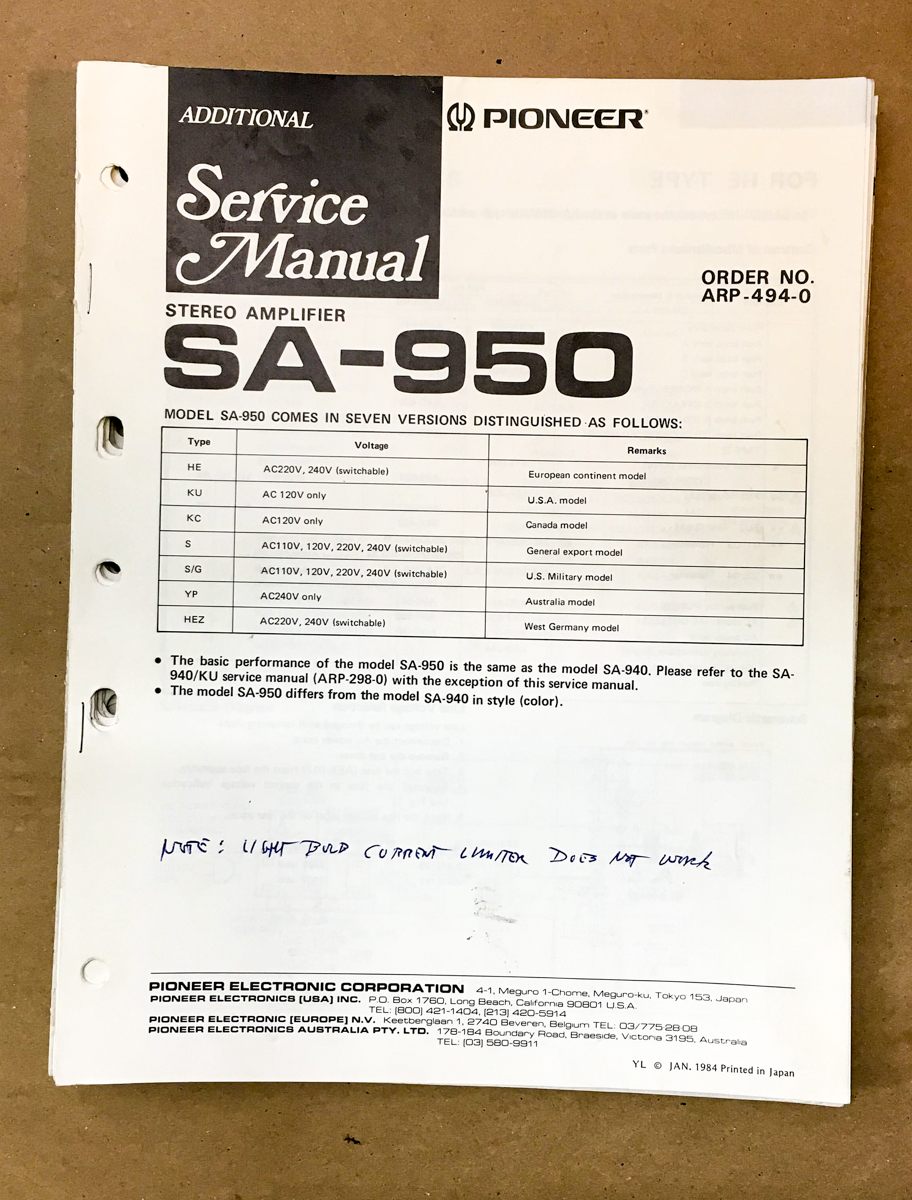 ADDITIONAL
Service
Manual
PIONEER®
ORDER NO.
ARP-494-0
STEREO AMPLIFIER
SA-950
MODEL SA-950 COMES IN SEVEN VERSIONS DISTINGUISHED AS FOLLOWS:
Type Voltage Remarks
HE AC220V, 240V (switchable) European continent model
KU AC 120V only U.S.A. model
KC AC120V only Canada model
S AC110V, 120V, 220V, 240V (switchable) General export model
S/G AC110V, 120V, 220V, 240V (switchable) U.S. Military model
YP AC240V only Australia model
HEZ AC220V, 240V (switchable) West Germany model
• The basic performance of the model SA-950 is the same as the model SA-940. Please refer to the SA-
940/KU service manual (ARP-298-0) with the exception of this service manual.
• The model SA-950 differs from the model SA-940 in style (color).
NOTE: LIGHT BULB CURRENT LIMITER DOES NOT WORK
PIONEER ELECTRONIC CORPORATION 4-1, Meguro 1-Chome, Meguro-ku, Tokyo 153, Japan
PIONEER ELECTRONICS [USA] INC. P.O. Box 1760, Long Beach, California 90801 U.S.A.
TEL: [800] 421-1404, [213] 420-5914
PIONEER ELECTRONIC [EUROPE] N.V. Keetberglaan 1, 2740 Beveren, Belgium TEL: 03/775·28·08
PIONEER ELECTRONICS AUSTRALIA PTY. LTD. 178-184 Boundary Road, Braeside, Victoria 3195, Australia
TEL: [03] 580-9911
YL © JAN. 1984 Printed in Japan